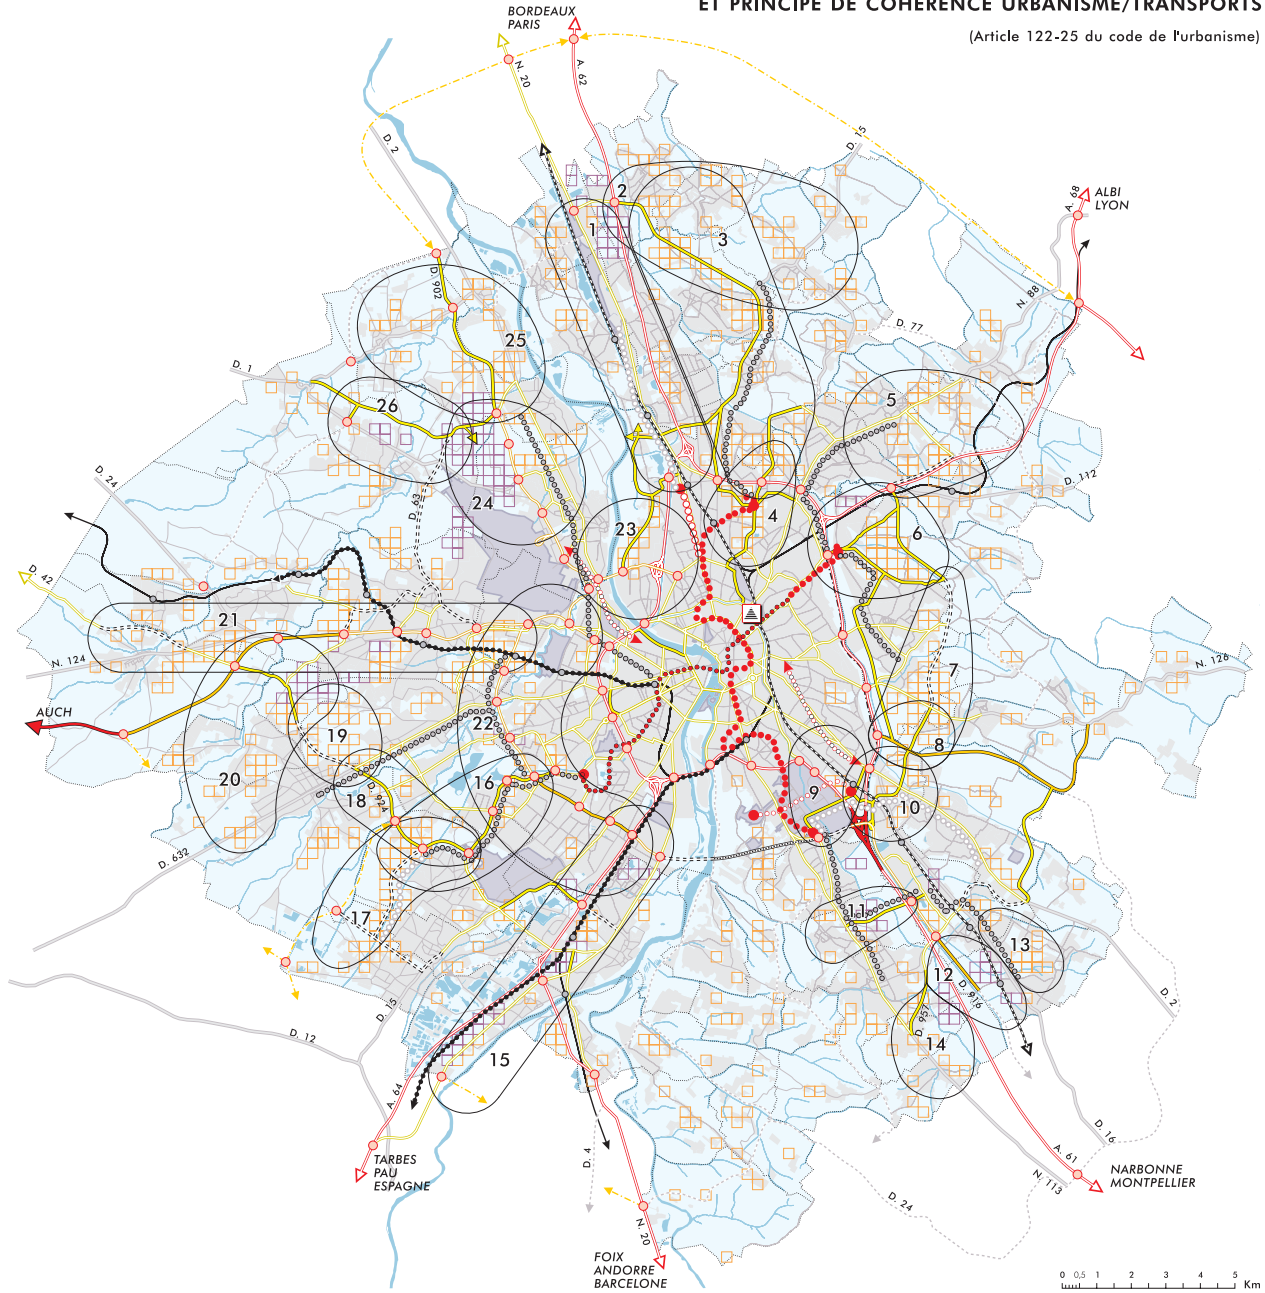 ET PRINCIPE DE COHÉRENCE URBANISME/TRANSPORTS
(Article 122-25 du code de l'urbanisme)
BORDEAUX
PARIS
N. 20
A. 62
D. 15
D. 2
A. 68
ALBI
LYON
2
1
3
N. 88
D. 902
D. 77
25
D. 1
26
5
D. 24
D. 63
D. 112
24
23
4
6
D. 42
21
N. 124
7
N. 126
AUCH
22
19
8
20
18
D. 924
16
9
10
D. 632
17
11
13
12
D. 916
D. 2
D. 15
D. 957
D. 12
14
15
A. 64
D. 16
TARBES
PAU
ESPAGNE
D. 4
A. 61
N. 113
NARBONNE
MONTPELLIER
D. 24
N. 20
FOIX
ANDORRE
BARCELONE
0 0,5 1 2 3 4 5
Km